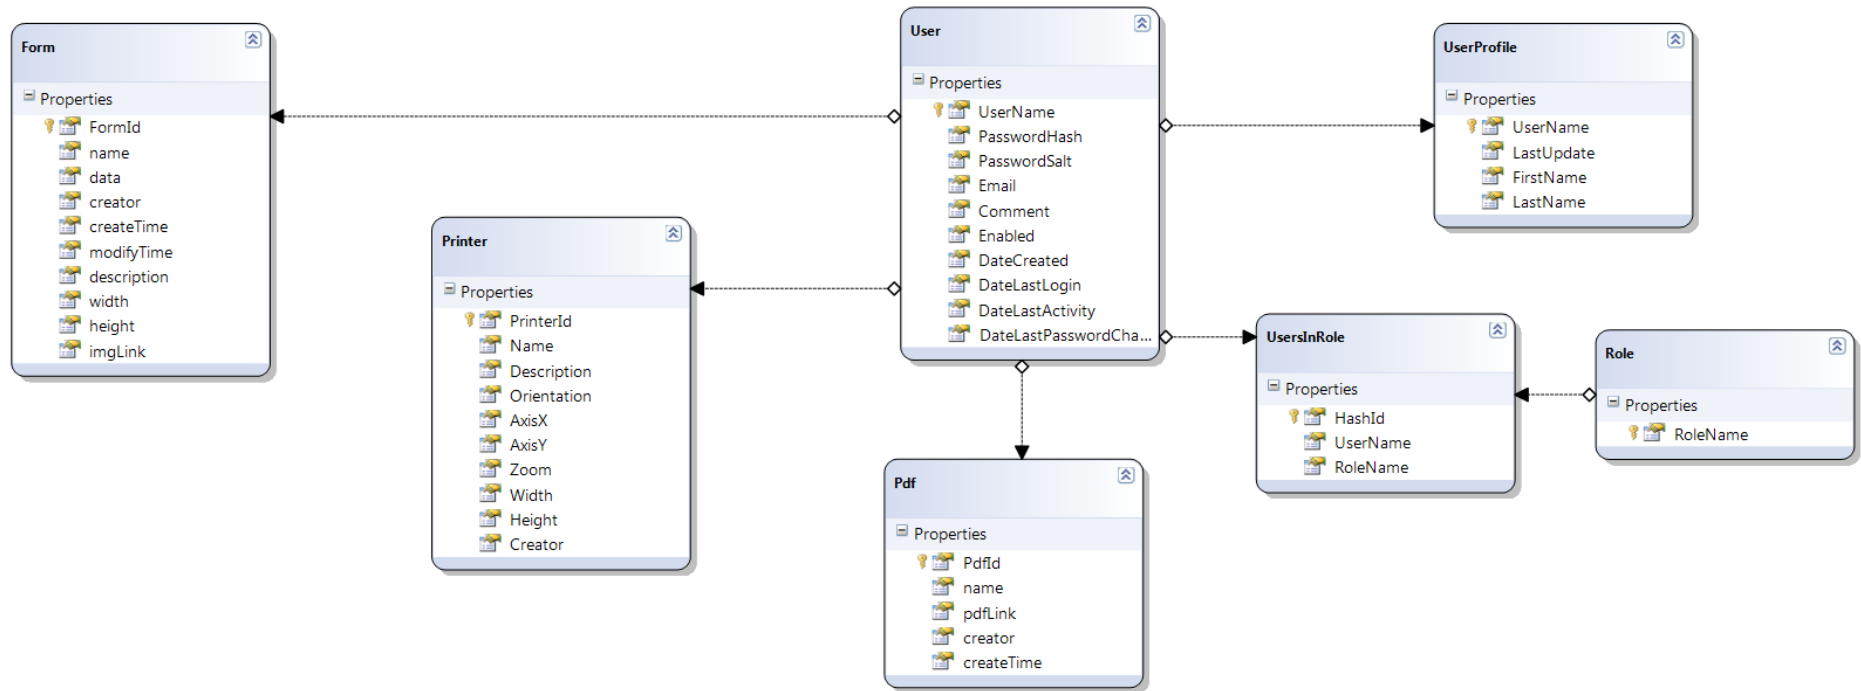 Form
Properties
FormId
name
data
creator
createTime
modifyTime
description
width
height
imgLink
Printer
Properties
PrinterId
Name
Description
Orientation
AxisX
AxisY
Zoom
Width
Height
Creator
User
Properties
UserName
PasswordHash
PasswordSalt
Email
Comment
Enabled
DateCreated
DateLastLogin
DateLastActivity
DateLastPasswordCha...
Pdf
Properties
PdfId
name
pdfLink
creator
createTime
UserProfile
Properties
UserName
LastUpdate
FirstName
LastName
UsersInRole
Properties
HashId
UserName
RoleName
Role
Properties
RoleName